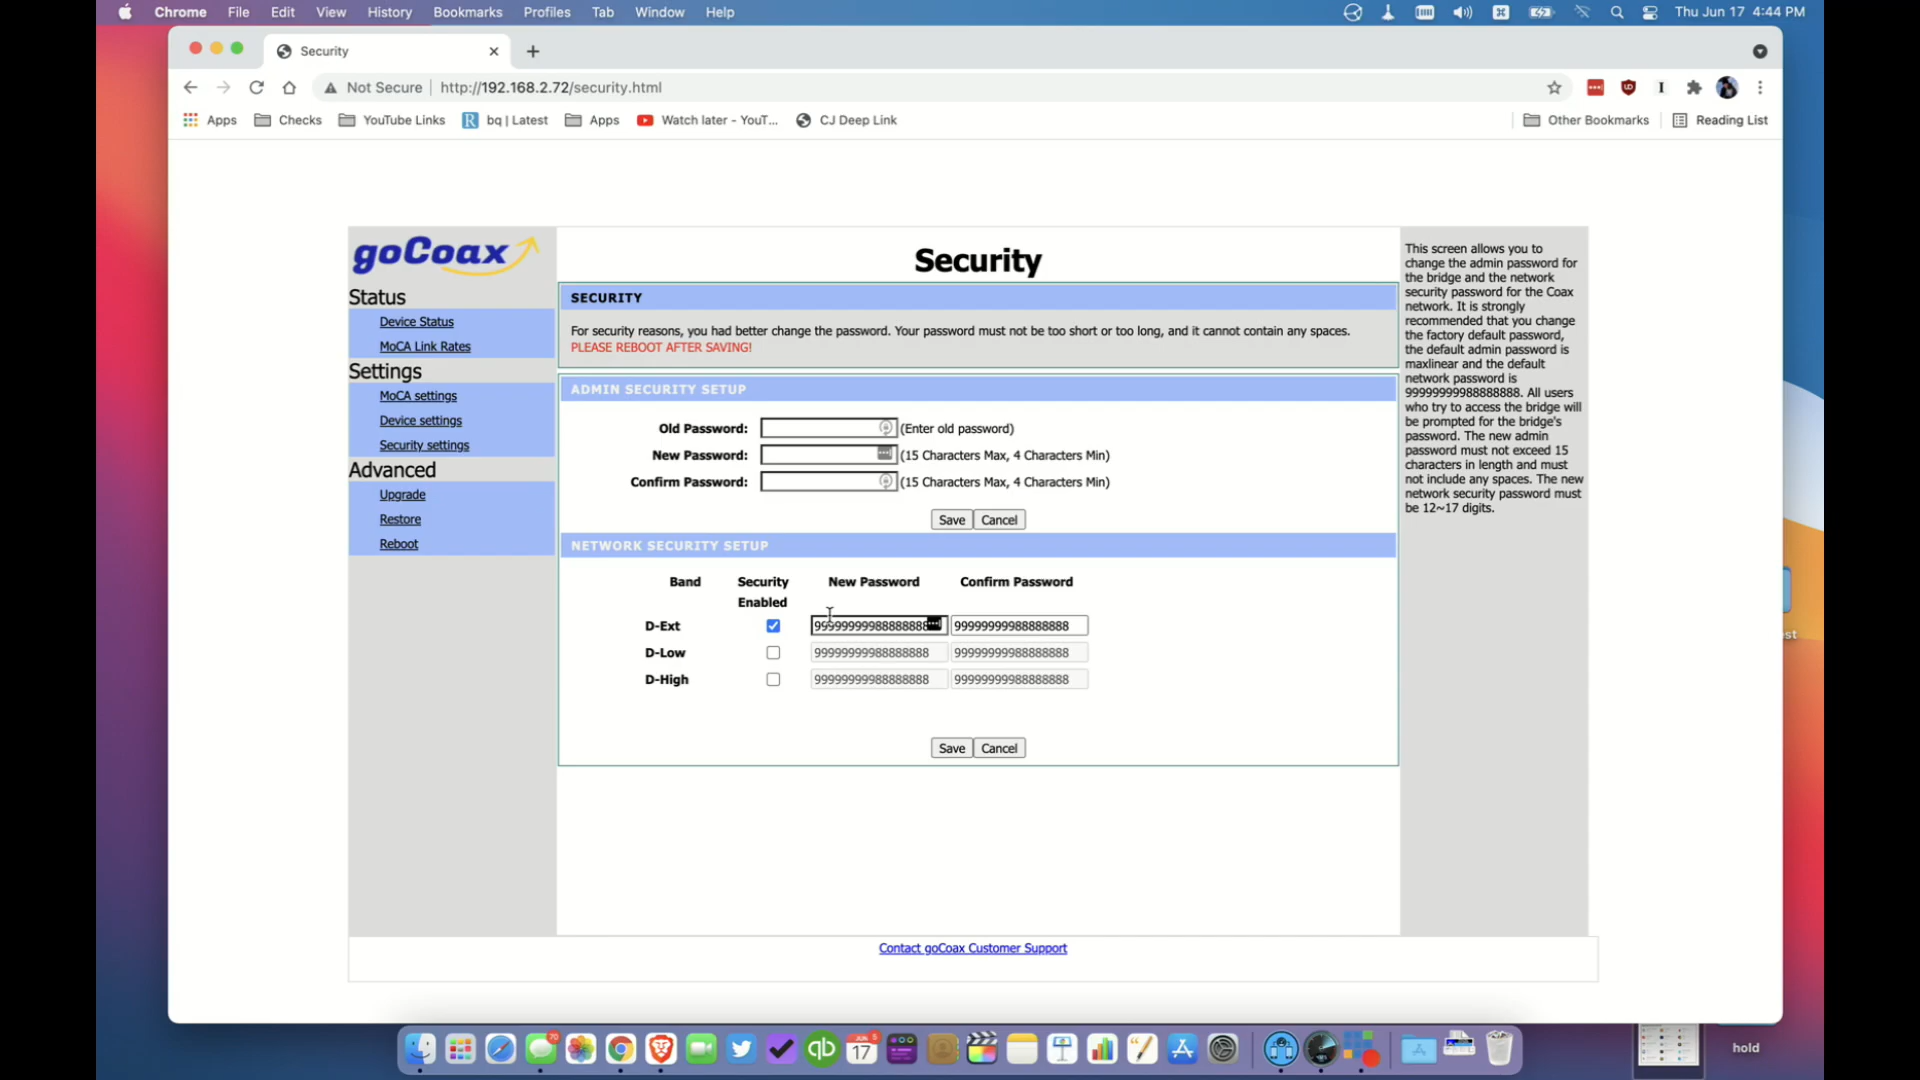 Chrome File Edit View History Bookmarks Profiles Tab Window Help
Thu Jun 17 4:44 PM
Security
Not Secure http://192.168.2.72/security.html
Apps Checks YouTube Links bq | Latest Apps Watch later - YouT... CJ Deep Link Other Bookmarks Reading List
goCoax
Status
Device Status
MoCA Link Rates
Settings
MoCA settings
Device settings
Security settings
Advanced
Upgrade
Restore
Reboot
Security
SECURITY
For security reasons, you had better change the password. Your password must not be too short or too long, and it cannot contain any spaces.
PLEASE REBOOT AFTER SAVING!
ADMIN SECURITY SETUP
Old Password: (Enter old password)
New Password: (15 Characters Max, 4 Characters Min)
Confirm Password: (15 Characters Max, 4 Characters Min)
Save Cancel
NETWORK SECURITY SETUP
Band Security New Password Confirm Password
Enabled
D-Ext 99999999988888888 99999999988888888
D-Low 99999999988888888 99999999988888888
D-High 99999999988888888 99999999988888888
Save Cancel
This screen allows you to
change the admin password for
the bridge and the network
security password for the Coax
network. It is strongly
recommended that you change
the factory default password,
the default admin password is
maxlinear and the default
network password is
99999999988888888. All users
who try to access the bridge will
be prompted for the bridge's
password. The new admin
password must not exceed 15
characters in length and must
not include any spaces. The new
network security password must
be 12~17 digits.
Contact goCoax Customer Support
70
JUN
17
qb
hold